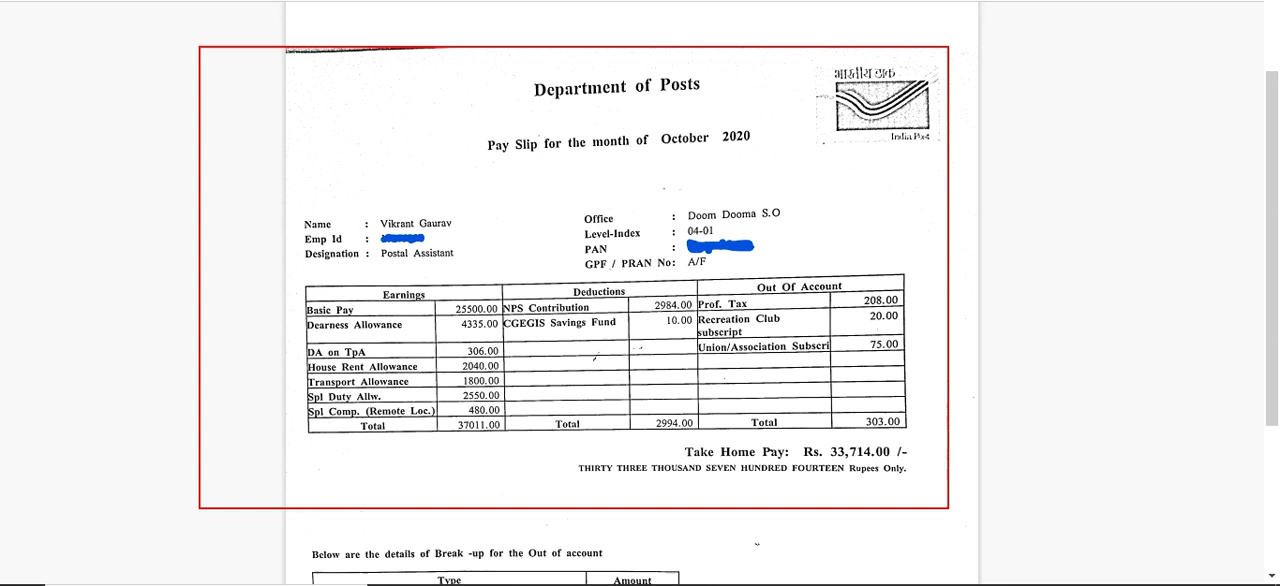 भारतीय डाक
Department of Posts
India Post
Pay Slip for the month of October 2020
Name : Vikrant Gaurav
Emp Id :
Designation : Postal Assistant
Office : Doom Dooma S.O
Level-Index : 04-01
PAN :
GPF / PRAN No: A/F
Earnings Deductions Out Of Account
Basic Pay 25500.00 NPS Contribution 2984.00 Prof. Tax 208.00
Dearness Allowance 4335.00 CGEGIS Savings Fund 10.00 Recreation Club 20.00
subscript
Union/Association Subscri 75.00
DA on TpA 306.00
House Rent Allowance 2040.00
Transport Allowance 1800.00
Spl Duty Allw. 2550.00
Spl Comp. (Remote Loc.) 480.00
Total 37011.00 Total 2994.00 Total 303.00
Take Home Pay: Rs. 33,714.00 /-
THIRTY THREE THOUSAND SEVEN HUNDRED FOURTEEN Rupees Only.
Below are the details of Break -up for the Out of account
Type Amount